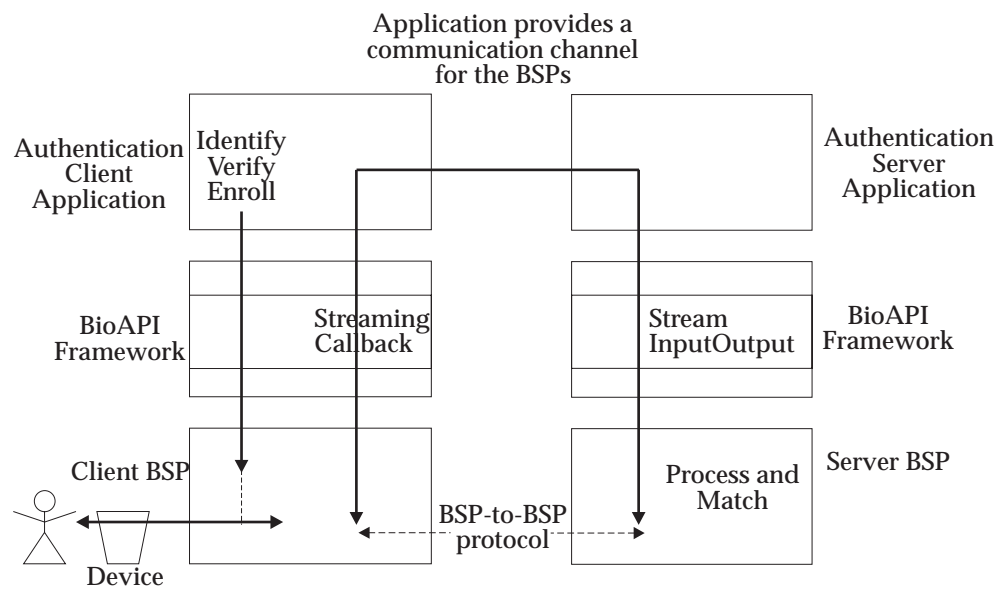 Application provides a
communication channel
for the BSPs
Authentication
Client
Application
Identify
Verify
Enroll
Authentication
Server
Application
BioAPI
Framework
Streaming
Callback
Stream
InputOutput
BioAPI
Framework
Client BSP
Process and
Match
Server BSP
BSP-to-BSP
protocol
Device